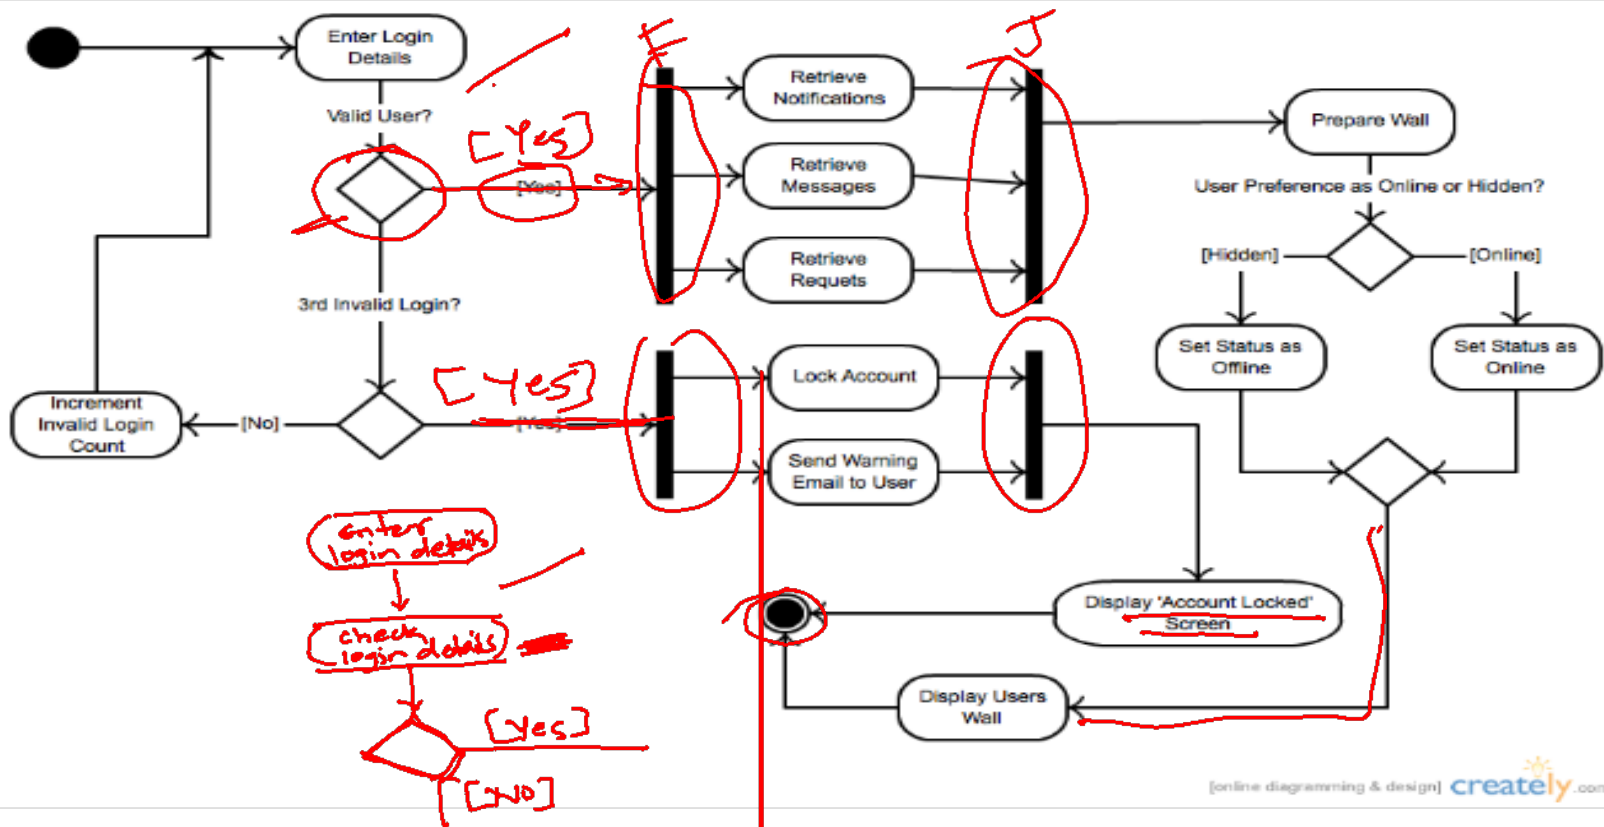 Enter Login
Details
Valid User?
[Yes]
[Yes]
F
J
Retrieve
Notifications
Retrieve
Messages
Retrieve
Requets
Prepare Wall
User Preference as Online or Hidden?
[Hidden]
[Online]
Set Status as
Offline
Set Status as
Online
3rd Invalid Login?
[Yes]
[Yes]
[No]
Increment
Invalid Login
Count
Lock Account
Send Warning
Email to User
Display 'Account Locked'
Screen
Display Users
Wall
enter
login details
check
login details
[Yes]
[NO]
[online diagramming & design] creately.com